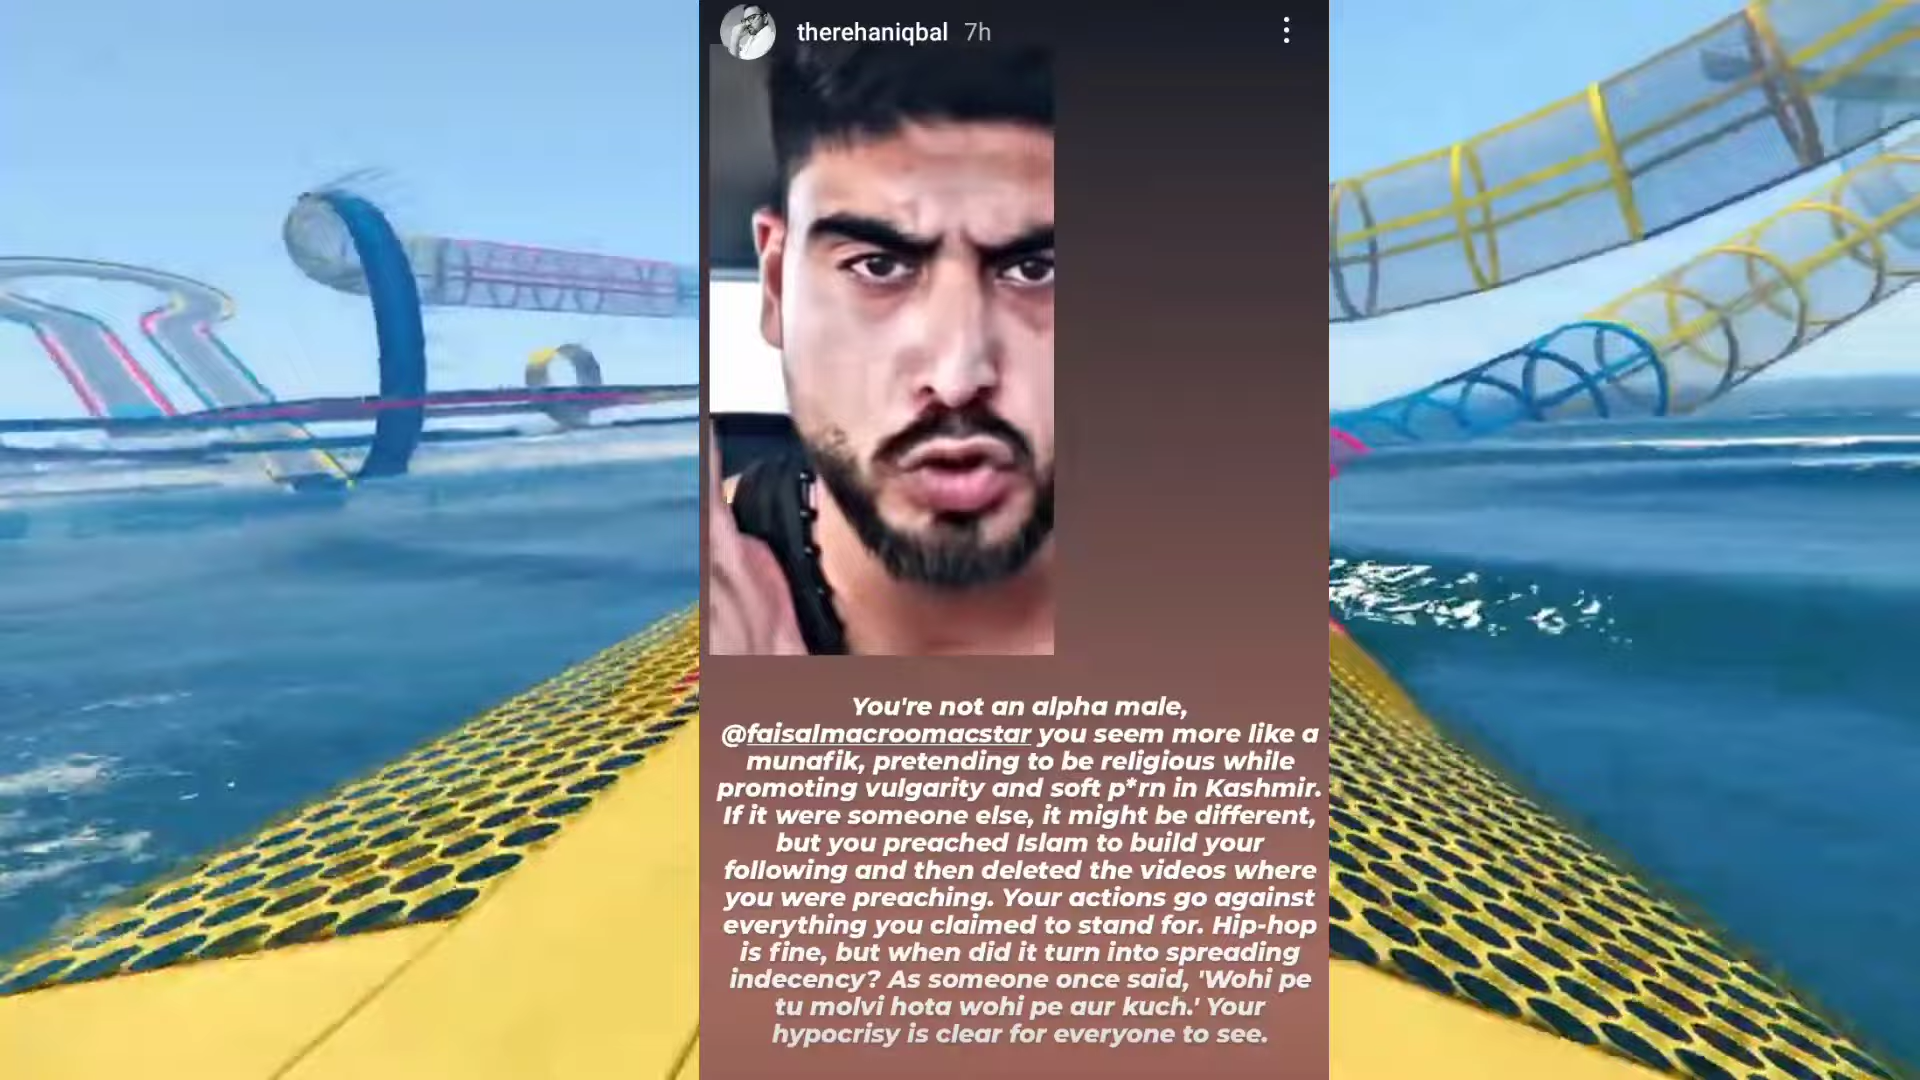 therehaniqbal 7h
You're not an alpha male,
@faisalmacroomacstar you seem more like a
munafik, pretending to be religious while
promoting vulgarity and soft p*rn in Kashmir.
If it were someone else, it might be different,
but you preached Islam to build your
following and then deleted the videos where
you were preaching. Your actions go against
everything you claimed to stand for. Hip-hop
is fine, but when did it turn into spreading
indecency? As someone once said, 'Wohi pe
tu molvi hota wohi pe aur kuch.' Your
hypocrisy is clear for everyone to see.